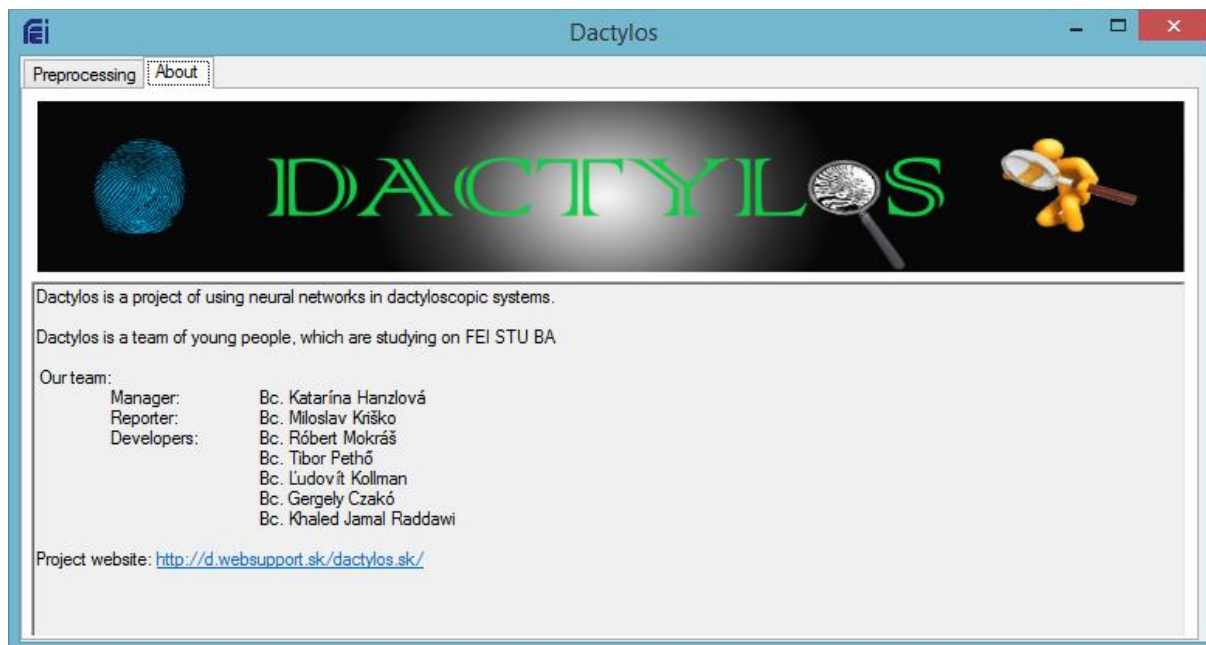 FEI
Dactylos
Preprocessing About
DACTYLOS
Dactylos is a project of using neural networks in dactyloscopic systems.
Dactylos is a team of young people, which are studying on FEI STU BA
Our team:
Manager: Bc. Katarína Hanzlová
Reporter: Bc. Miloslav Kriško
Developers: Bc. Róbert Mokráš
Bc. Tibor Pethő
Bc. Ľudovít Kollman
Bc. Gergely Czakó
Bc. Khaled Jamal Raddawi
Project website: http://d.websupport.sk/dactylos.sk/